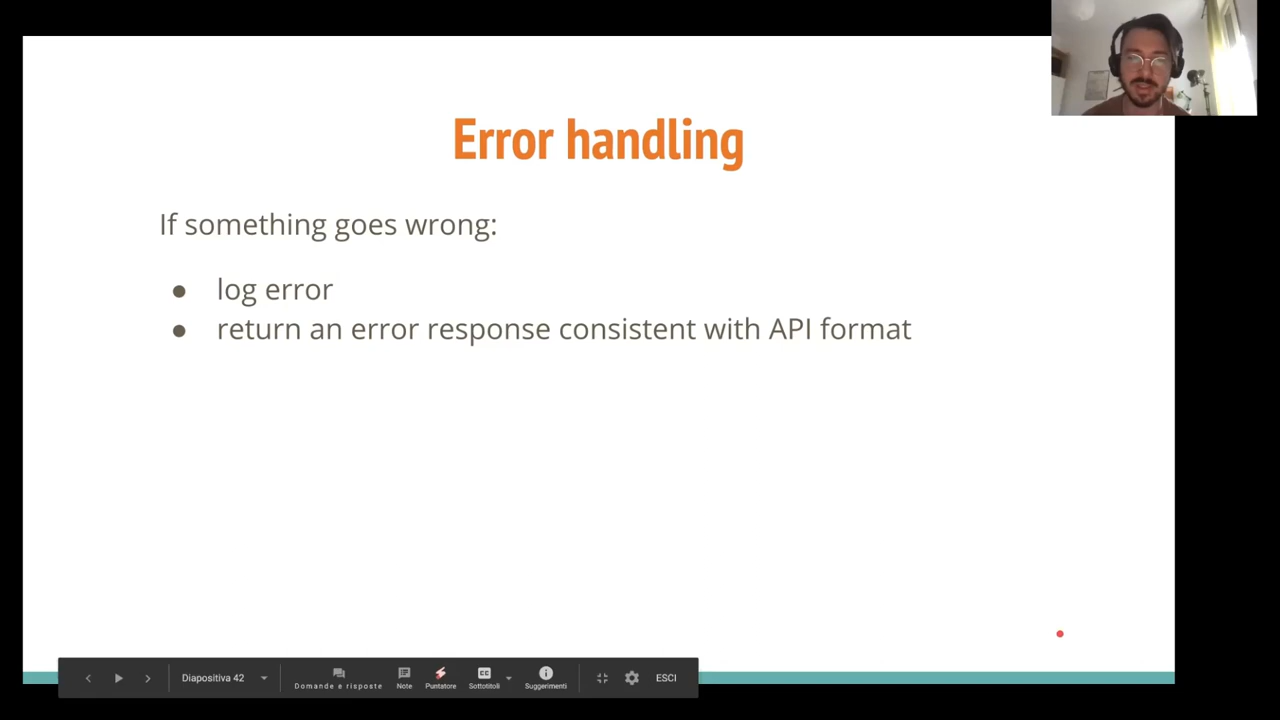 Error handling
If something goes wrong:
● log error
● return an error response consistent with API format
Diapositiva 42
Domande e risposte
Note
Puntatore
CC
Sottotitoli
Suggerimenti
ESCI